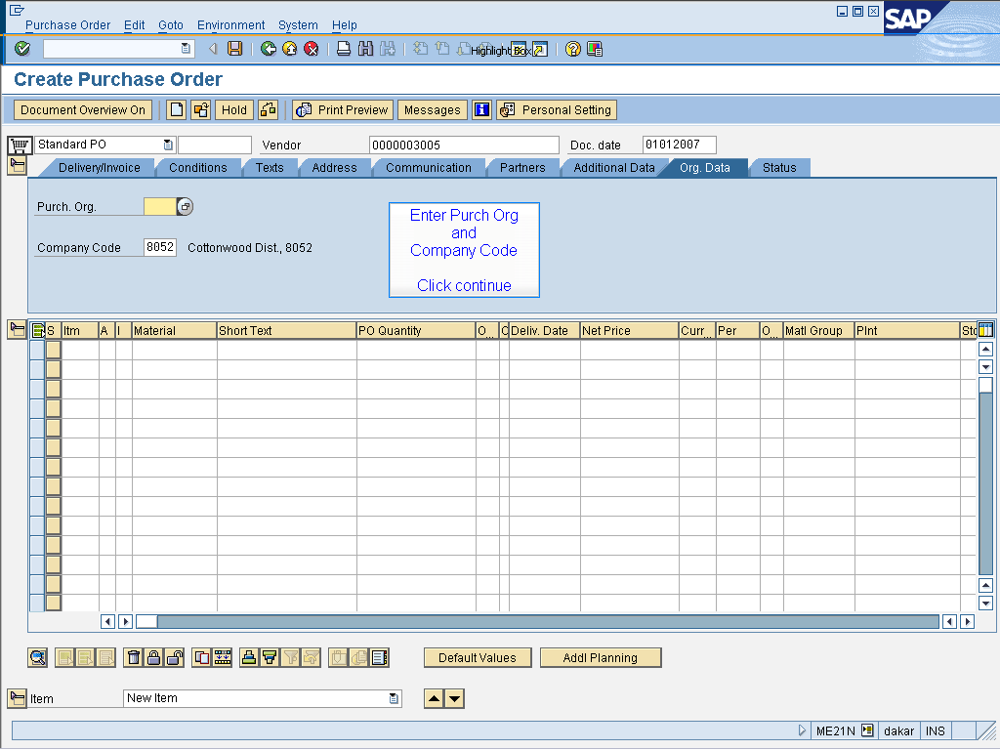 Purchase Order Edit Goto Environment System Help
SAP
Highlight Box
Create Purchase Order
Document Overview On Hold Print Preview Messages Personal Setting
Standard PO Vendor 0000003005 Doc. date 01012007
Delivery/Invoice Conditions Texts Address Communication Partners Additional Data Org. Data Status
Purch. Org.
Company Code 8052 Cottonwood Dist., 8052
Enter Purch Org
and
Company Code
Click continue
S Itm A I Material Short Text PO Quantity O... C Deliv. Date Net Price Curr... Per O... Matl Group Plnt Sto
Default Values Addl Planning
Item New Item
ME21N dakar INS